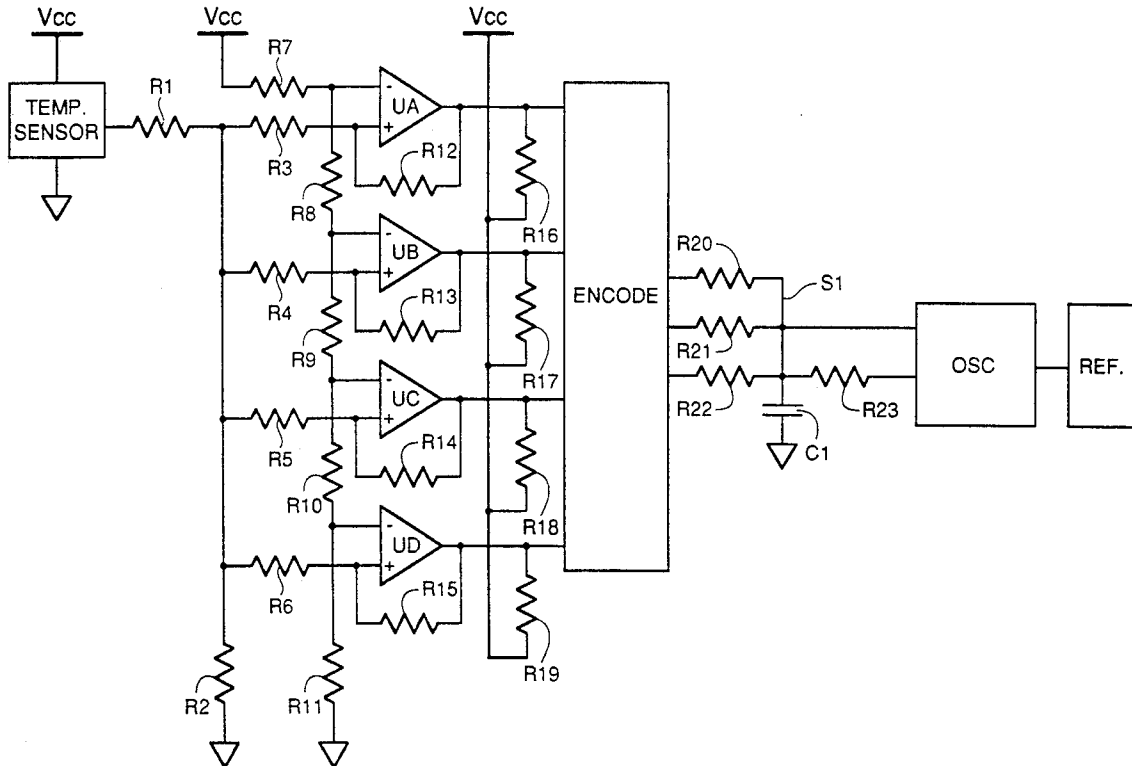 Vcc
Vcc
Vcc
R7
R1
TEMP.
SENSOR
-
UA
+
R3
R12
R8
R16
-
UB
+
R20
R4
R13
ENCODE
S1
R9
R17
R21
OSC
REF.
-
UC
+
R22
R23
R5
R14
C1
R10
R18
-
UD
+
R6
R15
R19
R2
R11